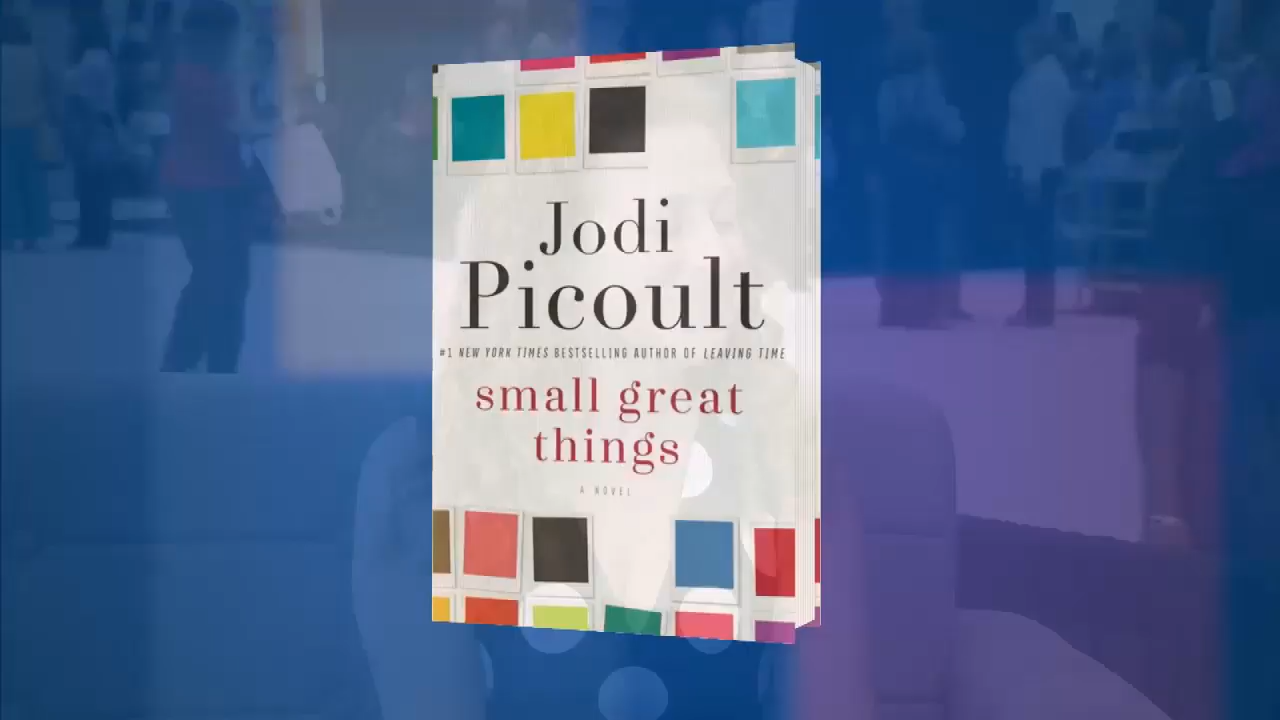 Jodi
Picoult
#1 NEW YORK TIMES BESTSELLING AUTHOR OF LEAVING TIME
small great
things
A NOVEL